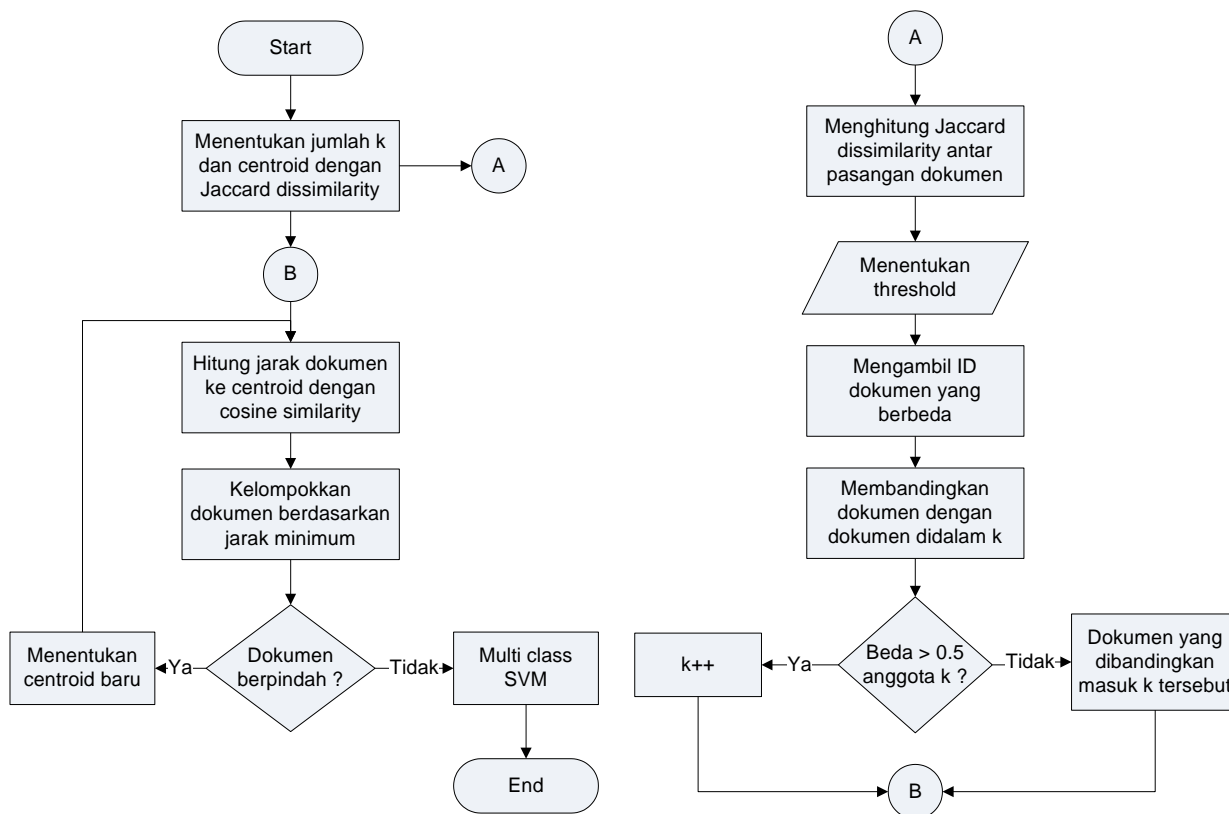 Start
Menentukan jumlah k
dan centroid dengan
Jaccard dissimilarity
A
B
Hitung jarak dokumen
ke centroid dengan
cosine similarity
Kelompokkan
dokumen berdasarkan
jarak minimum
Dokumen
berpindah ?
Ya
Menentukan
centroid baru
Tidak
Multi class
SVM
End
A
Menghitung Jaccard
dissimilarity antar
pasangan dokumen
Menentukan
threshold
Mengambil ID
dokumen yang
berbeda
Membandingkan
dokumen dengan
dokumen didalam k
Beda > 0.5
anggota k ?
Ya
k++
Tidak
Dokumen yang
dibandingkan
masuk k tersebut
B